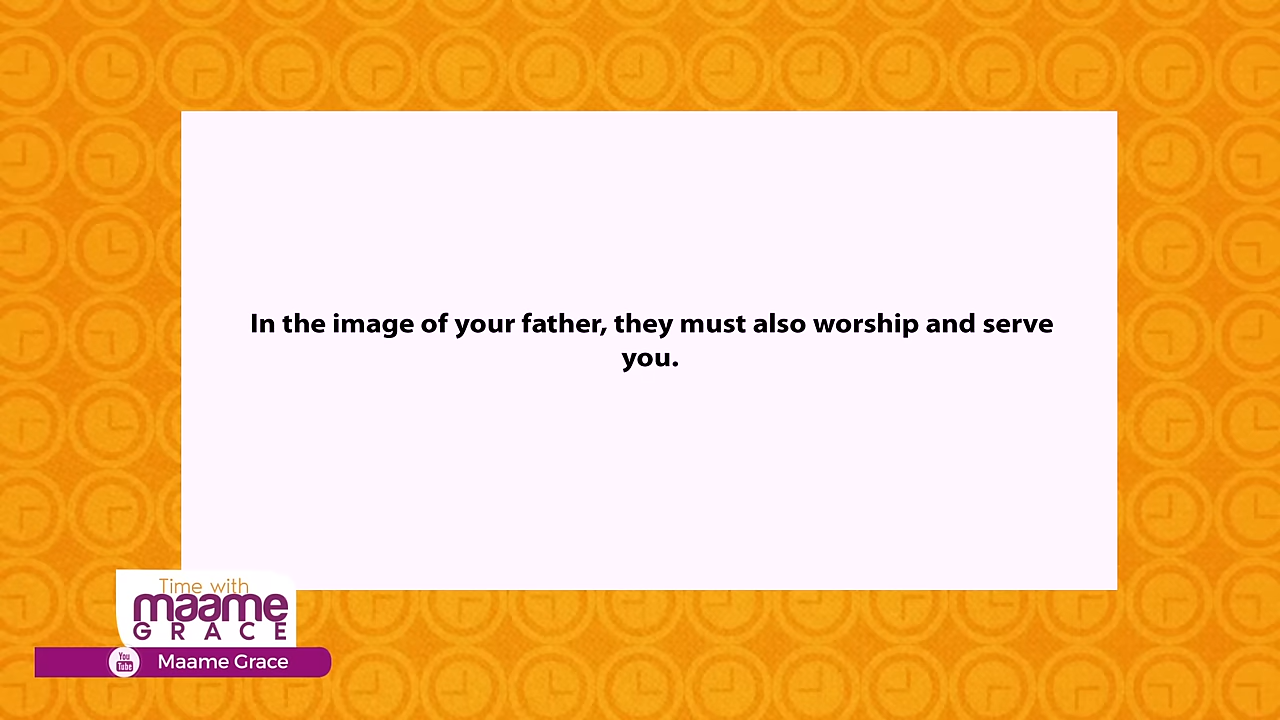 In the image of your father, they must also worship and serve
you.
Time with
maame
GRACE
You
Tube
Maame Grace